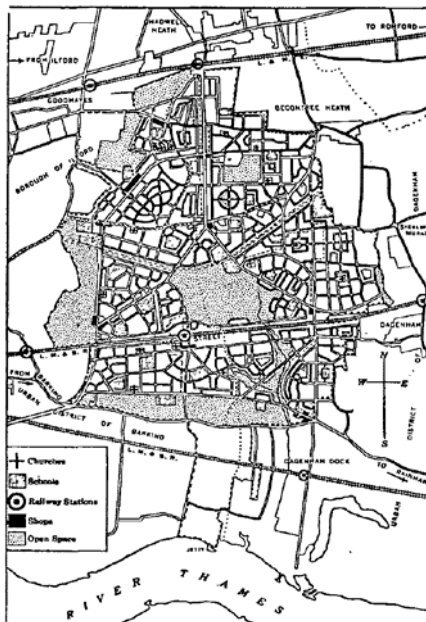 CHADWELL
HEATH
TO ROMFORD
FROM ILFORD
L. & N.
GOODMAYES
BECONTREE HEATH
BOROUGH OF ILFORD
DAGENHAM
STREET
DAGENHAM
L. M. & S. R.
FROM
BARKING
N
W E
S
URBAN
DISTRICT OF BARKING
L. M. & S. R.
DISTRICT OF
DAGENHAM DOCK
TO RAINHAM
URBAN
Churches
Schools
Railway Stations
Shops
Open Space
JETTY
RIVER THAMES